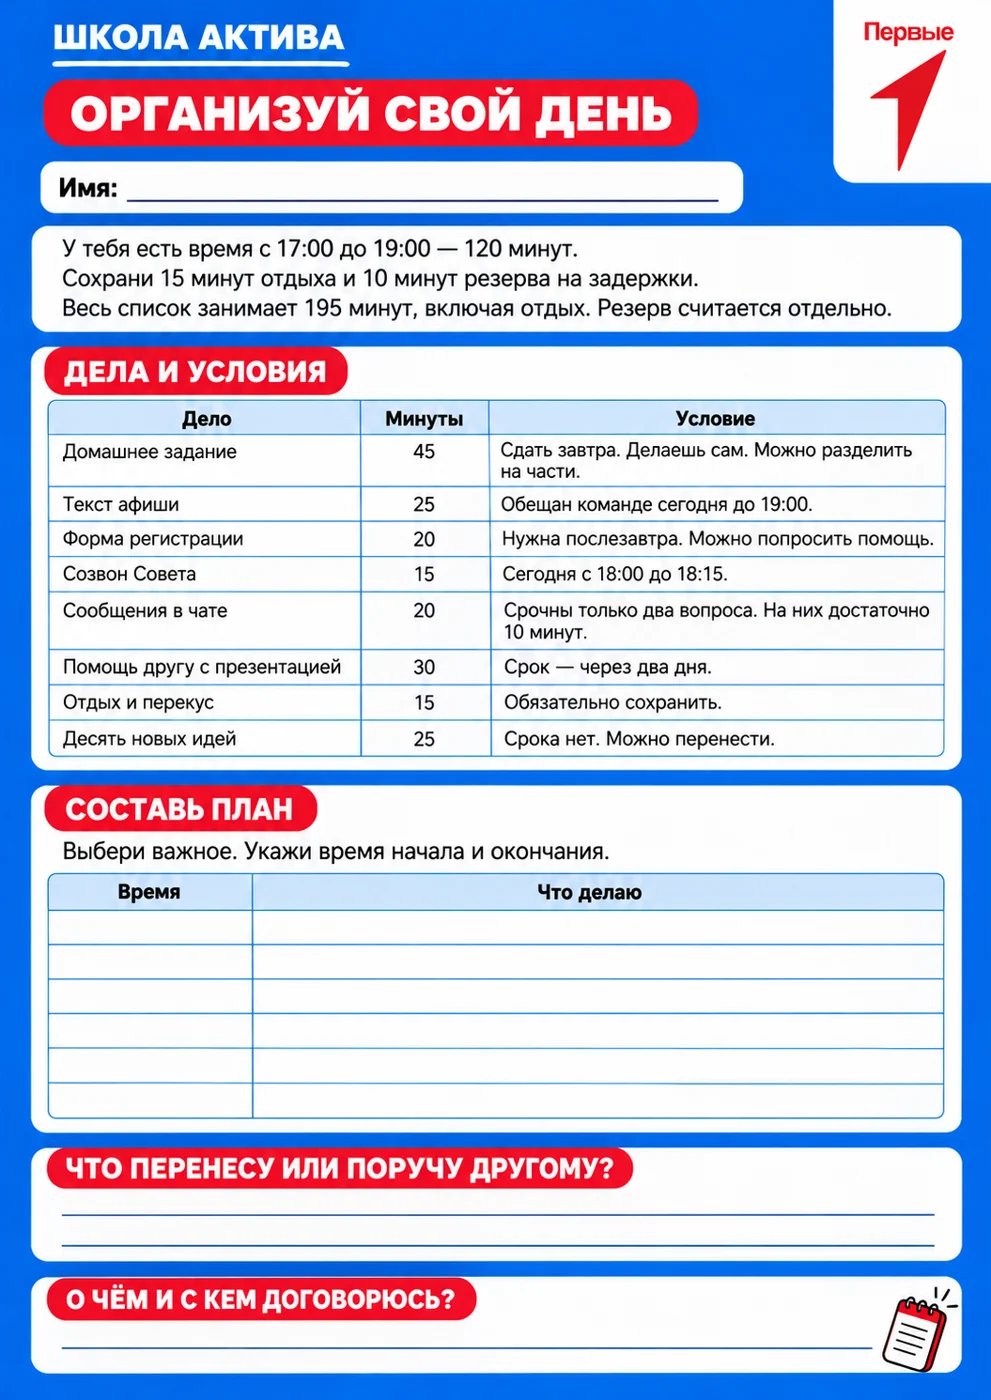 ШКОЛА АКТИВА
Первые
ОРГАНИЗУЙ СВОЙ ДЕНЬ
Имя:
У тебя есть время с 17:00 до 19:00 — 120 минут.
Сохрани 15 минут отдыха и 10 минут резерва на задержки.
Весь список занимает 195 минут, включая отдых. Резерв считается отдельно.
ДЕЛА И УСЛОВИЯ
Дело Минуты Условие
Домашнее задание 45 Сдать завтра. Делаешь сам. Можно разделить
на части.
Текст афиши 25 Обещан команде сегодня до 19:00.
Форма регистрации 20 Нужна послезавтра. Можно попросить помощь.
Созвон Совета 15 Сегодня с 18:00 до 18:15.
Сообщения в чате 20 Срочны только два вопроса. На них достаточно
10 минут.
Помощь другу с презентацией 30 Срок — через два дня.
Отдых и перекус 15 Обязательно сохранить.
Десять новых идей 25 Срока нет. Можно перенести.
СОСТАВЬ ПЛАН
Выбери важное. Укажи время начала и окончания.
Время Что делаю
ЧТО ПЕРЕНЕСУ ИЛИ ПОРУЧУ ДРУГОМУ?
О ЧЁМ И С КЕМ ДОГОВОРЮСЬ?